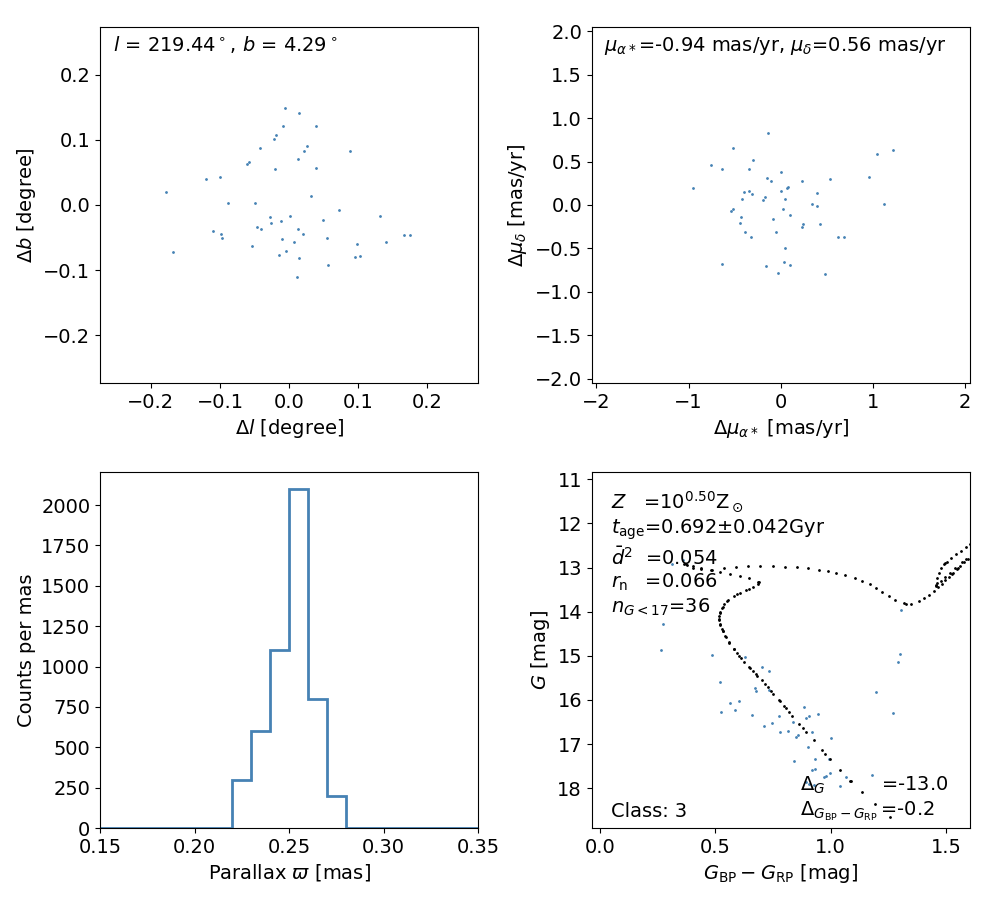 l = 219.44°, b = 4.29°
0.2
0.1
0.0
−0.1
−0.2
Δb [degree]
−0.2 −0.1 0.0 0.1 0.2
Δl [degree]
μα*=-0.94 mas/yr, μδ=0.56 mas/yr
2.0
1.5
1.0
0.5
0.0
−0.5
−1.0
−1.5
−2.0
Δμδ [mas/yr]
−2 −1 0 1 2
Δμα* [mas/yr]
2000
1750
1500
1250
1000
750
500
250
0
Counts per mas
0.15 0.20 0.25 0.30 0.35
Parallax ϖ [mas]
Z =10^0.50 Z⊙
t_age=0.692±0.042Gyr
d̄² =0.054
r_n =0.066
n_G<17=36
11
12
13
14
15
16
17
18
G [mag]
Δ_G =-13.0
Δ_GBP−GRP =-0.2
Class: 3
0.0 0.5 1.0 1.5
G_BP − G_RP [mag]